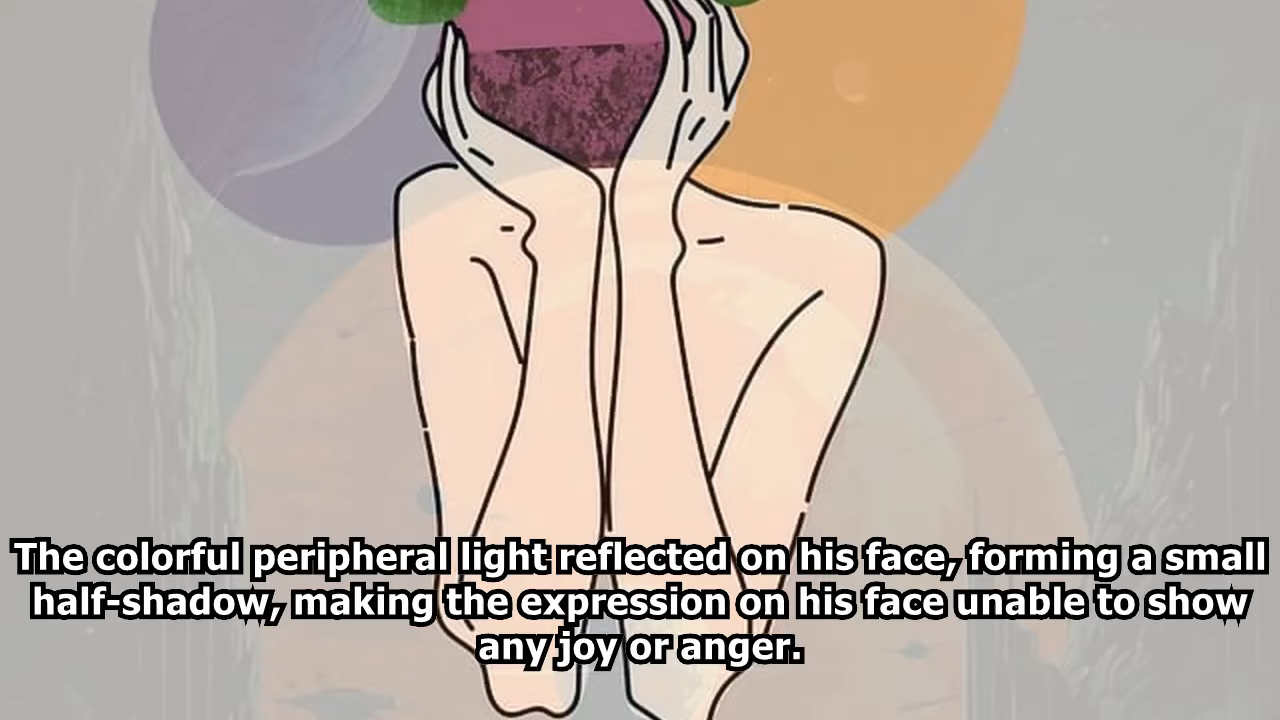 The colorful peripheral light reflected on his face, forming a small
half-shadow, making the expression on his face unable to show
any joy or anger.